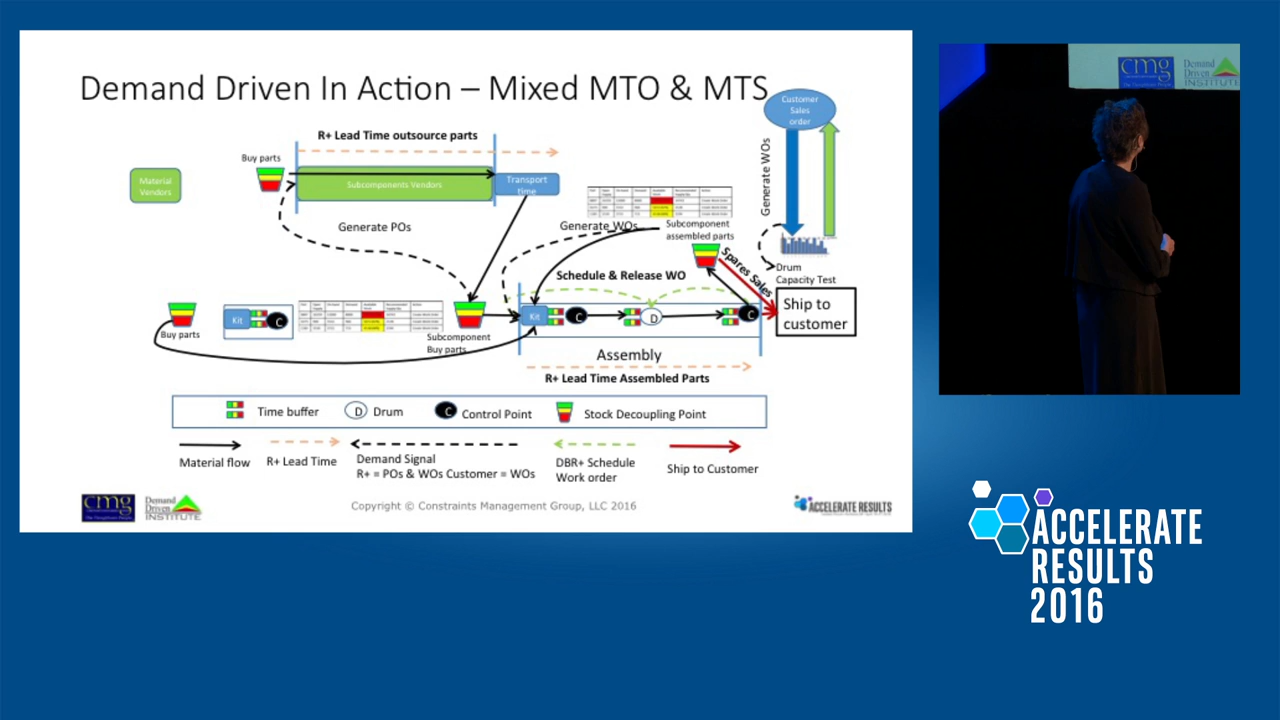 Demand Driven In Action – Mixed MTO & MTS
Customer
Sales
order
R+ Lead Time outsource parts
Buy parts
Material
Vendors
Subcomponents Vendors
Transport
time
Generate WOs
Generate POs
Generate WOs
Subcomponent
assembled parts
Spares Sales
Drum
Capacity Test
Schedule & Release WO
Ship to
customer
Buy parts
Kit
C
Subcomponent
Buy parts
Kit
C
D
C
Assembly
R+ Lead Time Assembled Parts
Time buffer
D
Drum
C
Control Point
Stock Decoupling Point
Material flow
R+ Lead Time
Demand Signal
R+ = POs & WOs Customer = WOs
DBR+ Schedule
Work order
Ship to Customer
cmg
Demand
Driven
INSTITUTE
Copyright © Constraints Management Group, LLC 2016
ACCELERATE RESULTS
cmg
Demand
Driven
INSTITUTE
ACCELERATE
RESULTS
2016